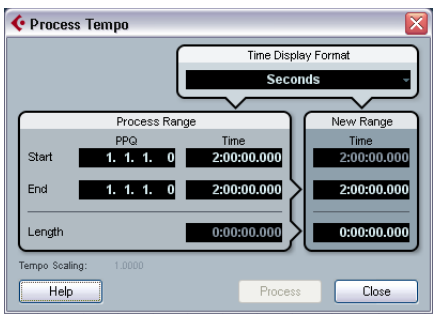 Process Tempo
Time Display Format
Seconds
Process Range
New Range
PPQ Time Time
Start 1. 1. 1. 0 2:00:00.000 2:00:00.000
End 1. 1. 1. 0 2:00:00.000 2:00:00.000
Length 0:00:00.000 0:00:00.000
Tempo Scaling: 1.0000
Help Process Close